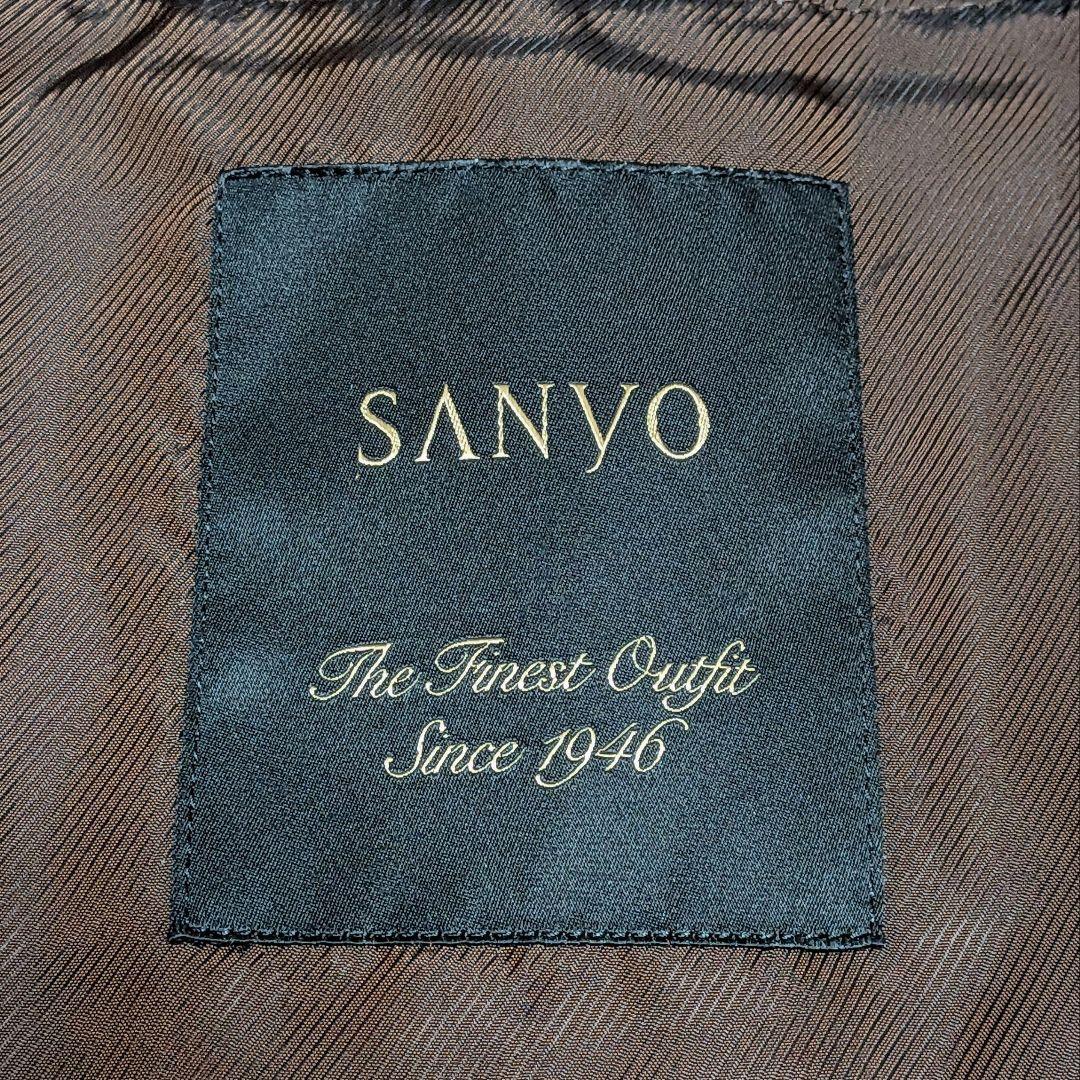 SANYO
The Finest Outfit
Since 1946